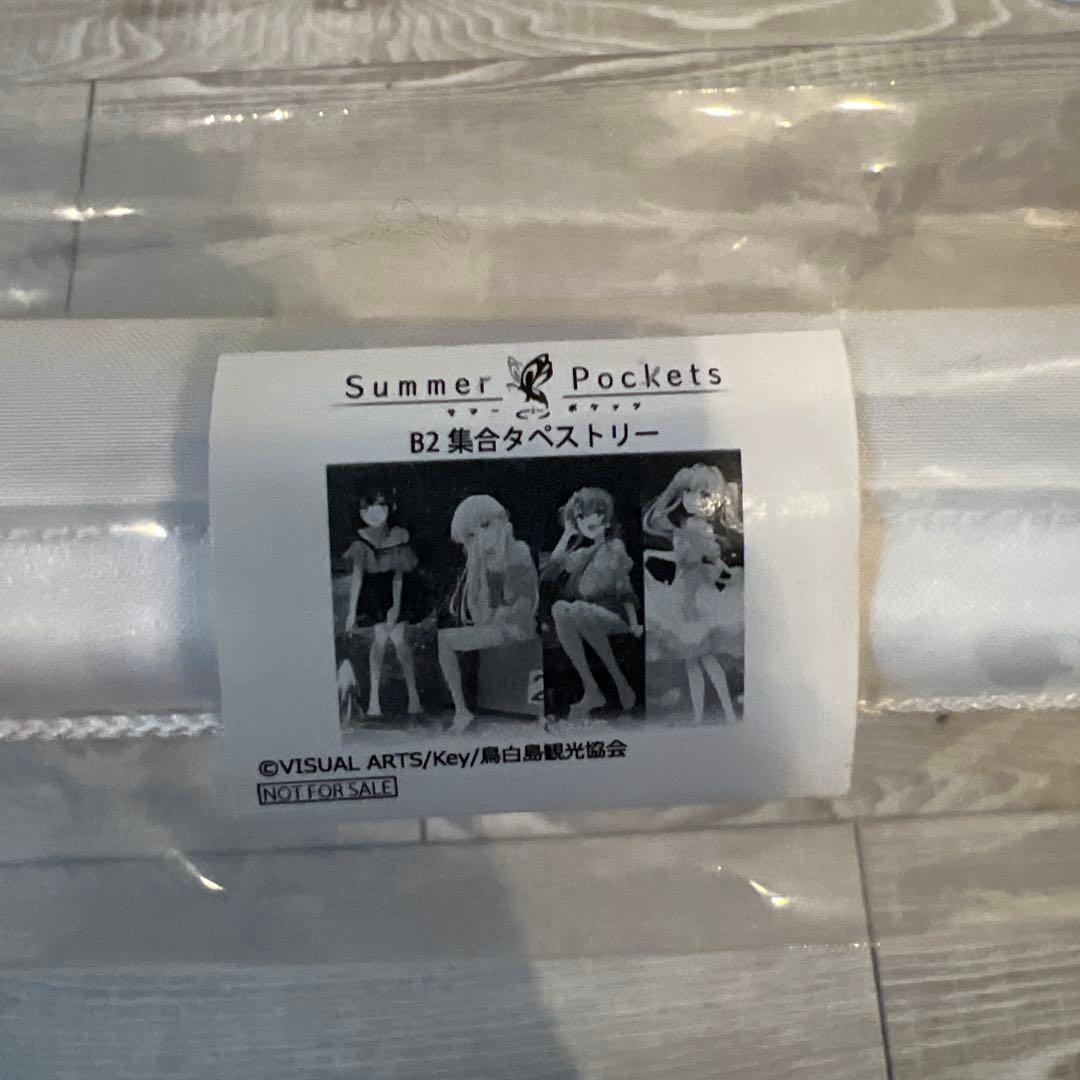 Summer Pockets
サマー ポケッツ
B2 集合タペストリー
2
©VISUAL ARTS/Key/鳥白島観光協会
NOT FOR SALE